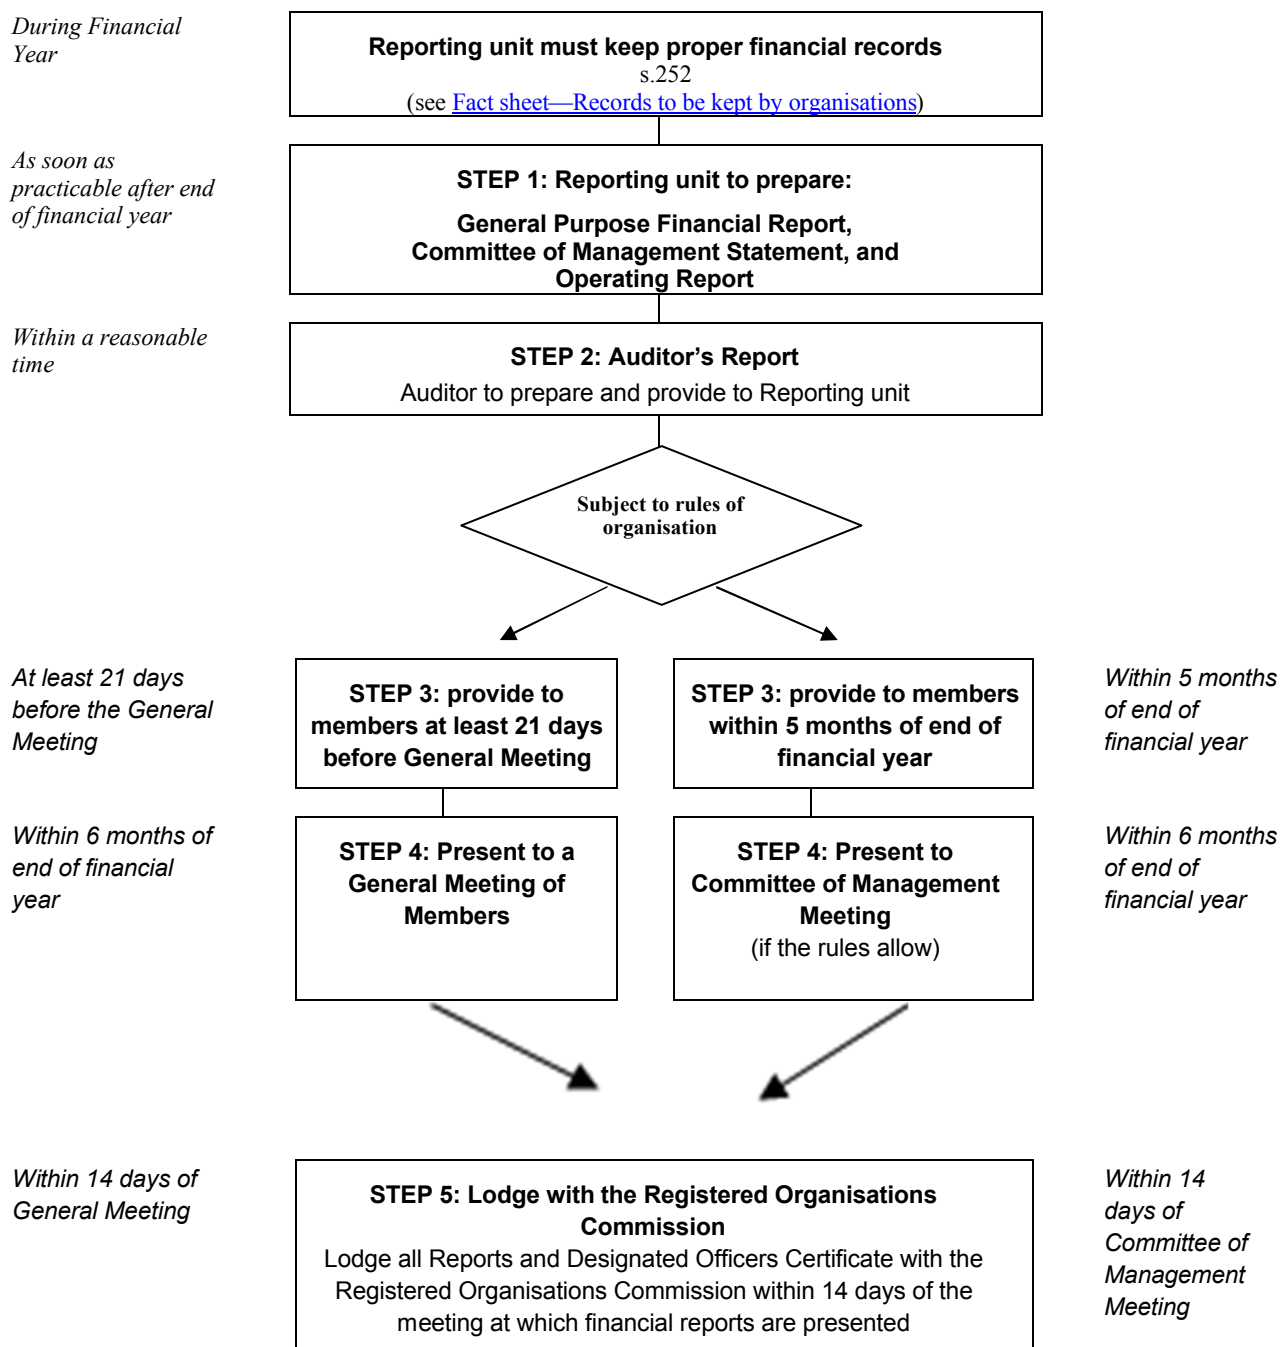 During Financial
Year
Reporting unit must keep proper financial records
s.252
(see Fact sheet—Records to be kept by organisations)
As soon as
practicable after end
of financial year
STEP 1: Reporting unit to prepare:
General Purpose Financial Report,
Committee of Management Statement, and
Operating Report
Within a reasonable
time
STEP 2: Auditor’s Report
Auditor to prepare and provide to Reporting unit
Subject to rules of
organisation
At least 21 days
before the General
Meeting
STEP 3: provide to
members at least 21 days
before General Meeting
STEP 3: provide to members
within 5 months of end of
financial year
Within 5 months
of end of
financial year
Within 6 months of
end of financial
year
STEP 4: Present to a
General Meeting of
Members
STEP 4: Present to
Committee of Management
Meeting
(if the rules allow)
Within 6 months
of end of
financial year
Within 14 days of
General Meeting
STEP 5: Lodge with the Registered Organisations
Commission
Lodge all Reports and Designated Officers Certificate with the
Registered Organisations Commission within 14 days of the
meeting at which financial reports are presented
Within 14
days of
Committee of
Management
Meeting